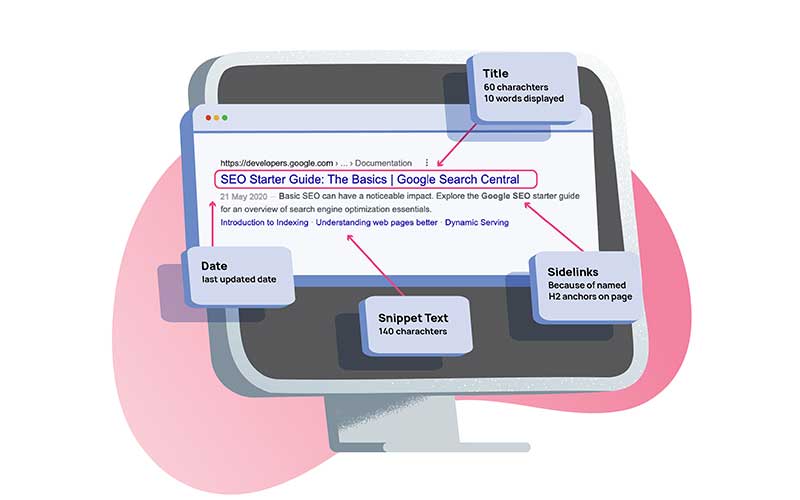 Title
60 charachters
10 words displayed
https://developers.google.com › ... › Documentation ⋮
SEO Starter Guide: The Basics | Google Search Central
21 May 2020 — Basic SEO can have a noticeable impact. Explore the Google SEO starter guide
for an overview of search engine optimization essentials.
Introduction to Indexing · Understanding web pages better · Dynamic Serving
Date
last updated date
Sidelinks
Because of named
H2 anchors on page
Snippet Text
140 charachters